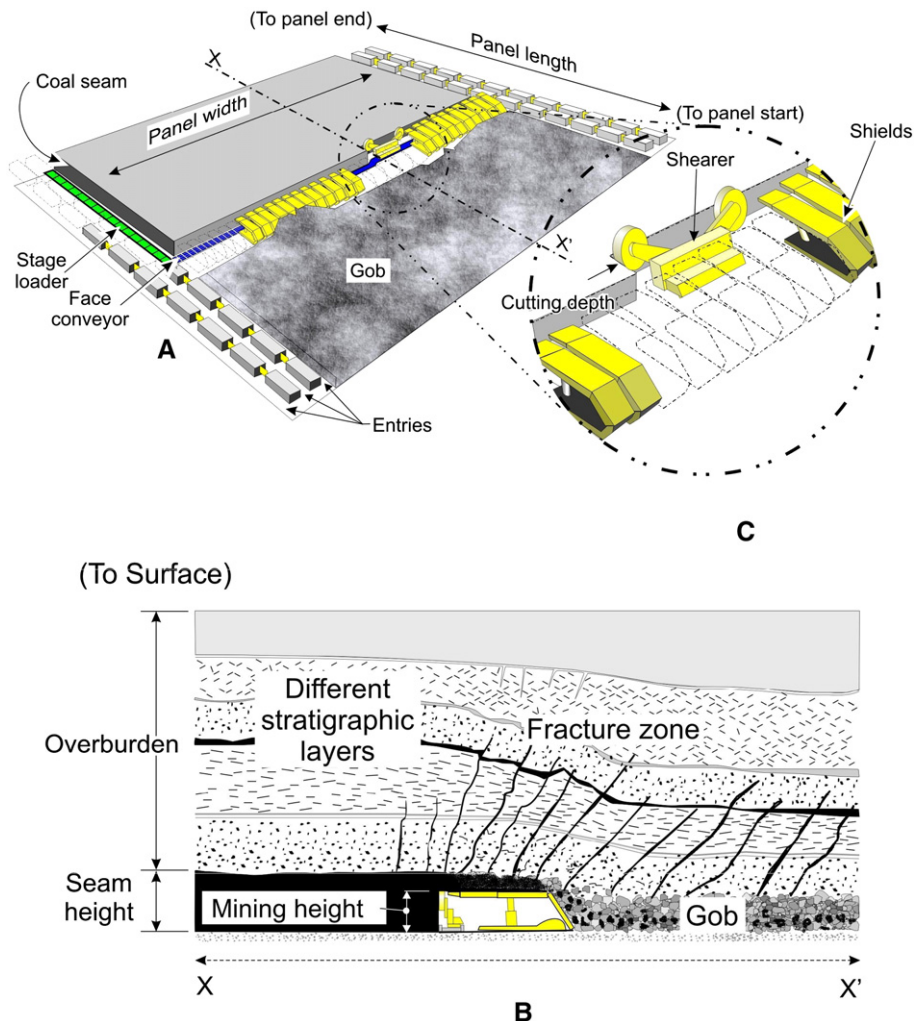 (To panel end)
Panel length
X
Coal seam
Panel width
(To panel start)
Shields
Shearer
X'
Gob
Stage
loader
Face
conveyor
Cutting depth
A
Entries
C
(To Surface)
Different
stratigraphic
layers
Fracture zone
Overburden
Seam
height
Mining height
Gob
X
X'
B